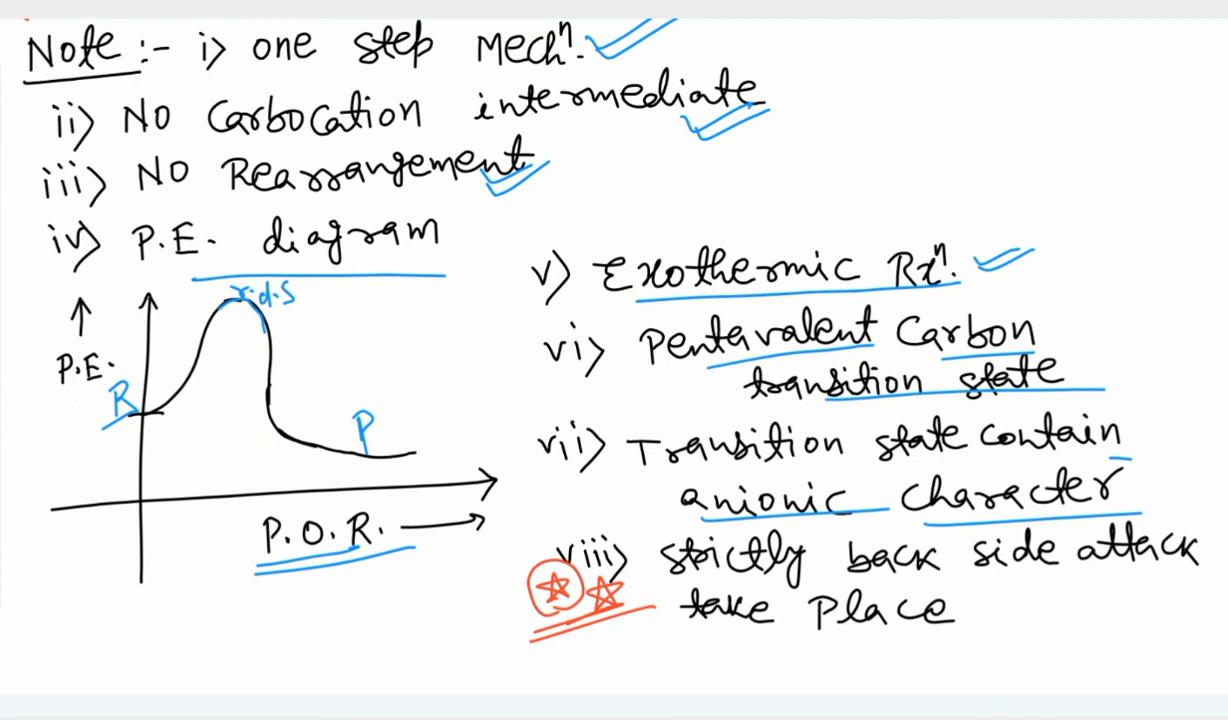 Note :- i) one step Mechⁿ.
ii) No Carbocation intermediate
iii) No Rearrangement
iv) P.E. diagram
r.d.s
P.E.
R
P
P.O.R.
v) Exothermic Rxⁿ.
vi) Pentavalent Carbon
transition state
vii) Transition state contain
anionic character
viii) strictly back side attack
take place